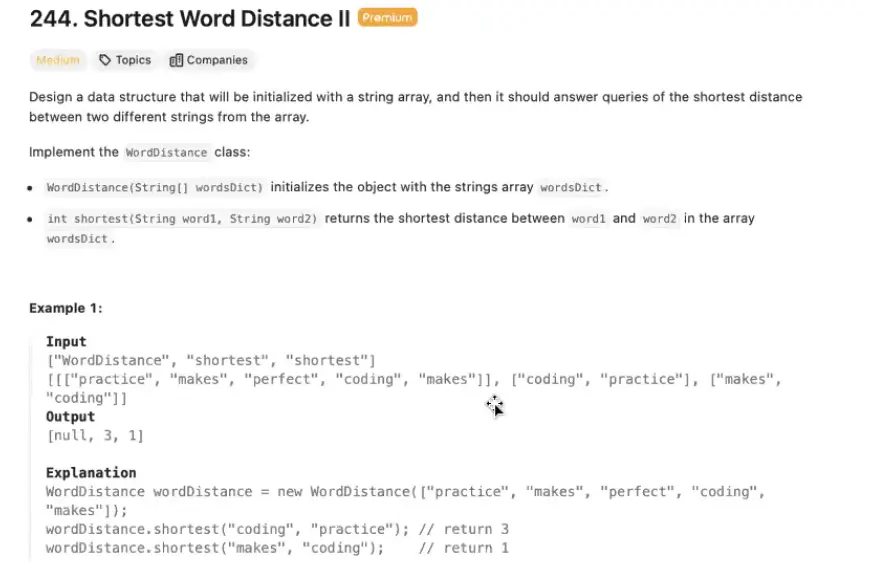 244. Shortest Word Distance II Premium
Medium Topics Companies
Design a data structure that will be initialized with a string array, and then it should answer queries of the shortest distance
between two different strings from the array.
Implement the WordDistance class:
• WordDistance(String[] wordsDict) initializes the object with the strings array wordsDict.
• int shortest(String word1, String word2) returns the shortest distance between word1 and word2 in the array
wordsDict.
Example 1:
Input
["WordDistance", "shortest", "shortest"]
[[["practice", "makes", "perfect", "coding", "makes"]], ["coding", "practice"], ["makes",
"coding"]]
Output
[null, 3, 1]
Explanation
WordDistance wordDistance = new WordDistance(["practice", "makes", "perfect", "coding",
"makes"]);
wordDistance.shortest("coding", "practice"); // return 3
wordDistance.shortest("makes", "coding");    // return 1